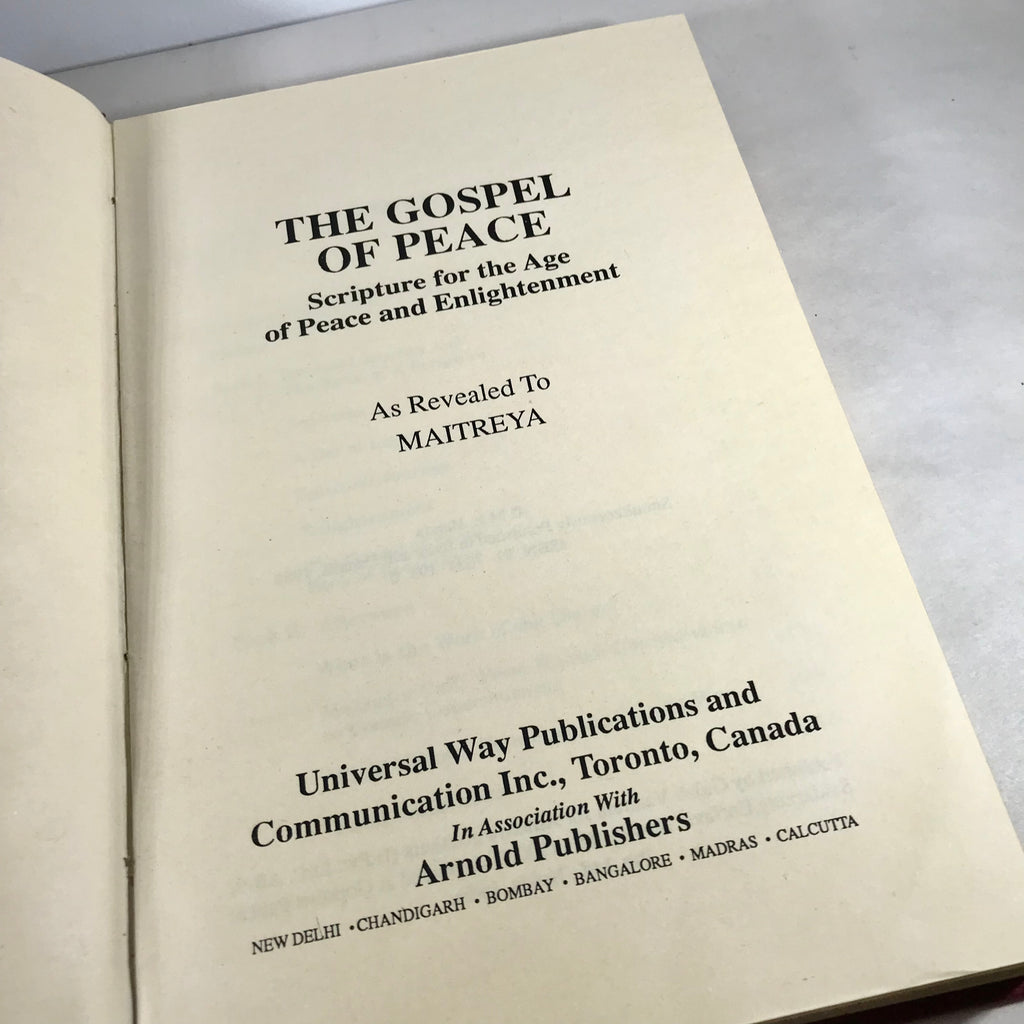 THE GOSPEL
OF PEACE
Scripture for the Age
of Peace and Enlightenment
As Revealed To
MAITREYA
Universal Way Publications and
Communication Inc., Toronto, Canada
In Association With
Arnold Publishers
NEW DELHI • CHANDIGARH • BOMBAY • BANGALORE • MADRAS • CALCUTTA